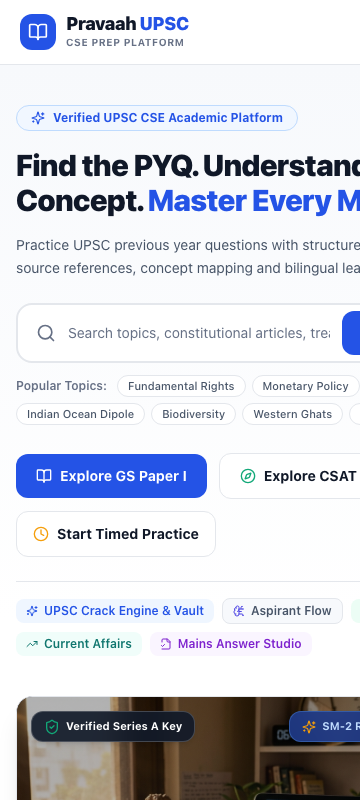 Pravaah UPSC
CSE PREP PLATFORM
Verified UPSC CSE Academic Platform
Find the PYQ. Understand
Concept. Master Every M
Practice UPSC previous year questions with structure
source references, concept mapping and bilingual lea
Search topics, constitutional articles, trea
Popular Topics: Fundamental Rights Monetary Policy
Indian Ocean Dipole Biodiversity Western Ghats
Explore GS Paper I Explore CSAT
Start Timed Practice
UPSC Crack Engine & Vault Aspirant Flow
Current Affairs Mains Answer Studio
Verified Series A Key SM-2 R